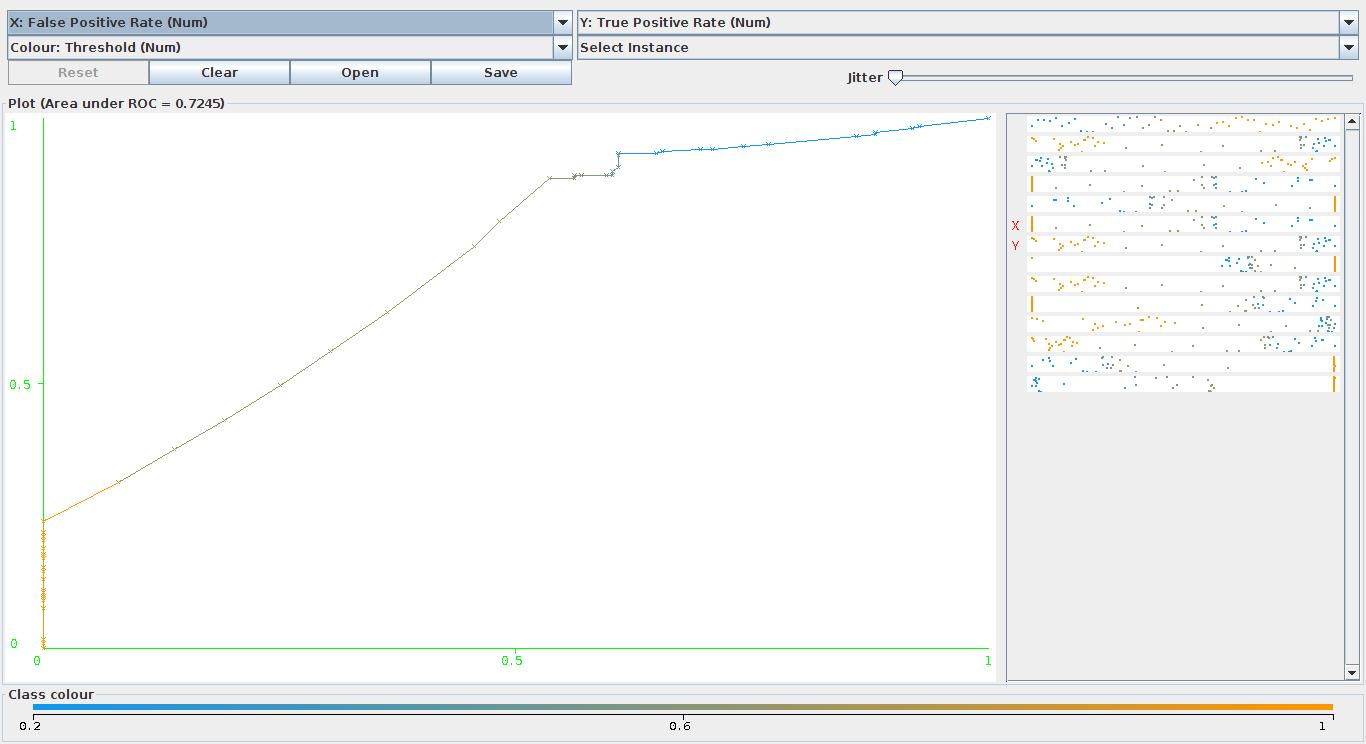 X: False Positive Rate (Num)
Y: True Positive Rate (Num)
Colour: Threshold (Num)
Select Instance
Reset
Clear
Open
Save
Jitter
Plot (Area under ROC = 0.7245)
1
0.5
0
0
0.5
1
X
Y
Class colour
0.2
0.6
1